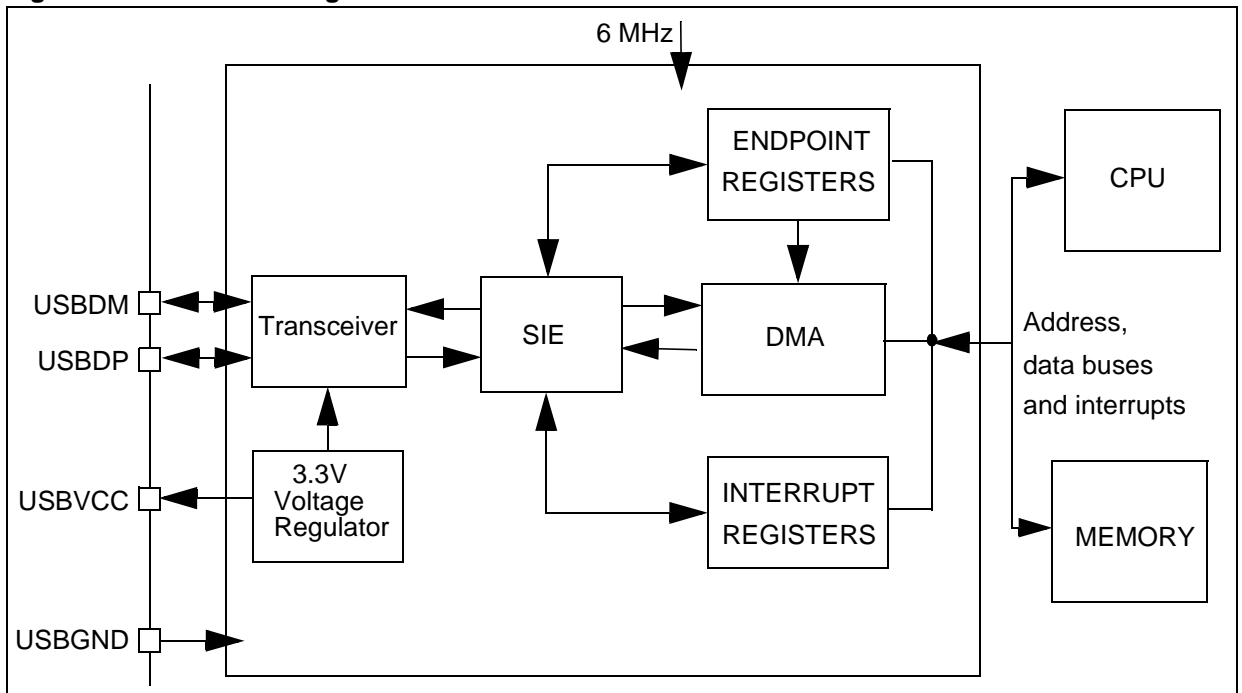 6 MHz
ENDPOINT
REGISTERS
CPU
USBDM
Transceiver
SIE
DMA
Address,
data buses
and interrupts
USBDP
3.3V
Voltage
Regulator
USBVCC
INTERRUPT
REGISTERS
MEMORY
USBGND